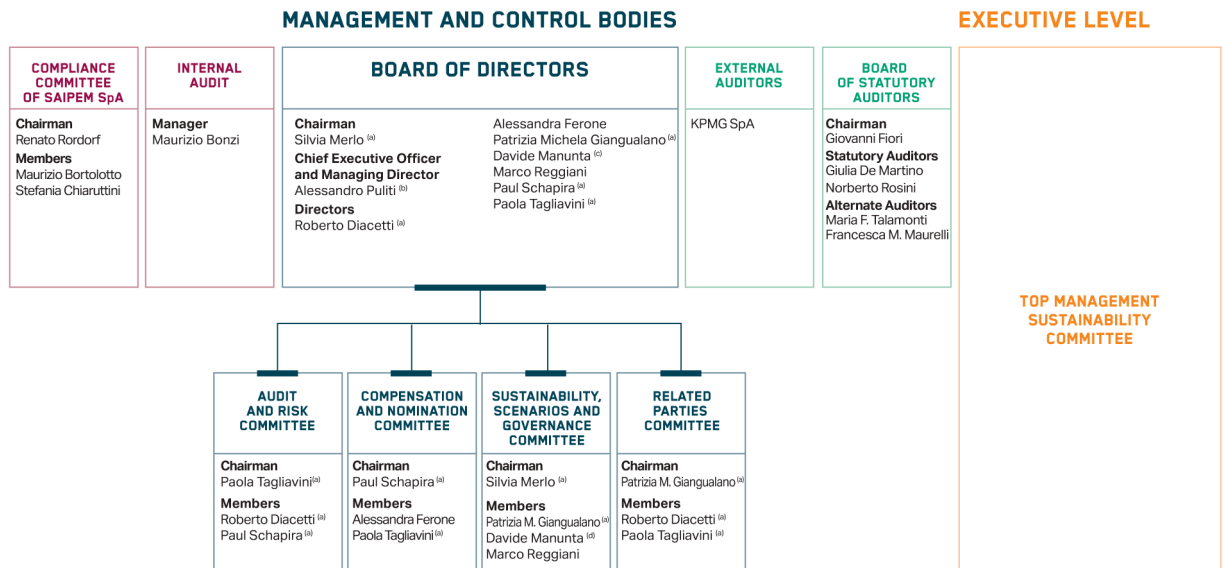 MANAGEMENT AND CONTROL BODIES
EXECUTIVE LEVEL
COMPLIANCE
COMMITTEE
OF SAIPEM SpA
Chairman
Renato Rordorf
Members
Maurizio Bortolotto
Stefania Chiaruttini
INTERNAL
AUDIT
Manager
Maurizio Bonzi
BOARD OF DIRECTORS
Chairman
Silvia Merlo (a)
Chief Executive Officer
and Managing Director
Alessandro Puliti (b)
Directors
Roberto Diacetti (a)
Alessandra Ferone
Patrizia Michela Giangualano (a)
Davide Manunta (c)
Marco Reggiani
Paul Schapira (a)
Paola Tagliavini (a)
EXTERNAL
AUDITORS
KPMG SpA
BOARD
OF STATUTORY
AUDITORS
Chairman
Giovanni Fiori
Statutory Auditors
Giulia De Martino
Norberto Rosini
Alternate Auditors
Maria F. Talamonti
Francesca M. Maurelli
TOP MANAGEMENT
SUSTAINABILITY
COMMITTEE
AUDIT
AND RISK
COMMITTEE
Chairman
Paola Tagliavini(a)
Members
Roberto Diacetti (a)
Paul Schapira (a)
COMPENSATION
AND NOMINATION
COMMITTEE
Chairman
Paul Schapira (a)
Members
Alessandra Ferone
Paola Tagliavini(a)
SUSTAINABILITY,
SCENARIOS AND
GOVERNANCE
COMMITTEE
Chairman
Silvia Merlo (a)
Members
Patrizia M. Giangualano (a)
Davide Manunta (d)
Marco Reggiani
RELATED
PARTIES
COMMITTEE
Chairman
Patrizia M. Giangualano (a)
Members
Roberto Diacetti (a)
Paola Tagliavini (a)